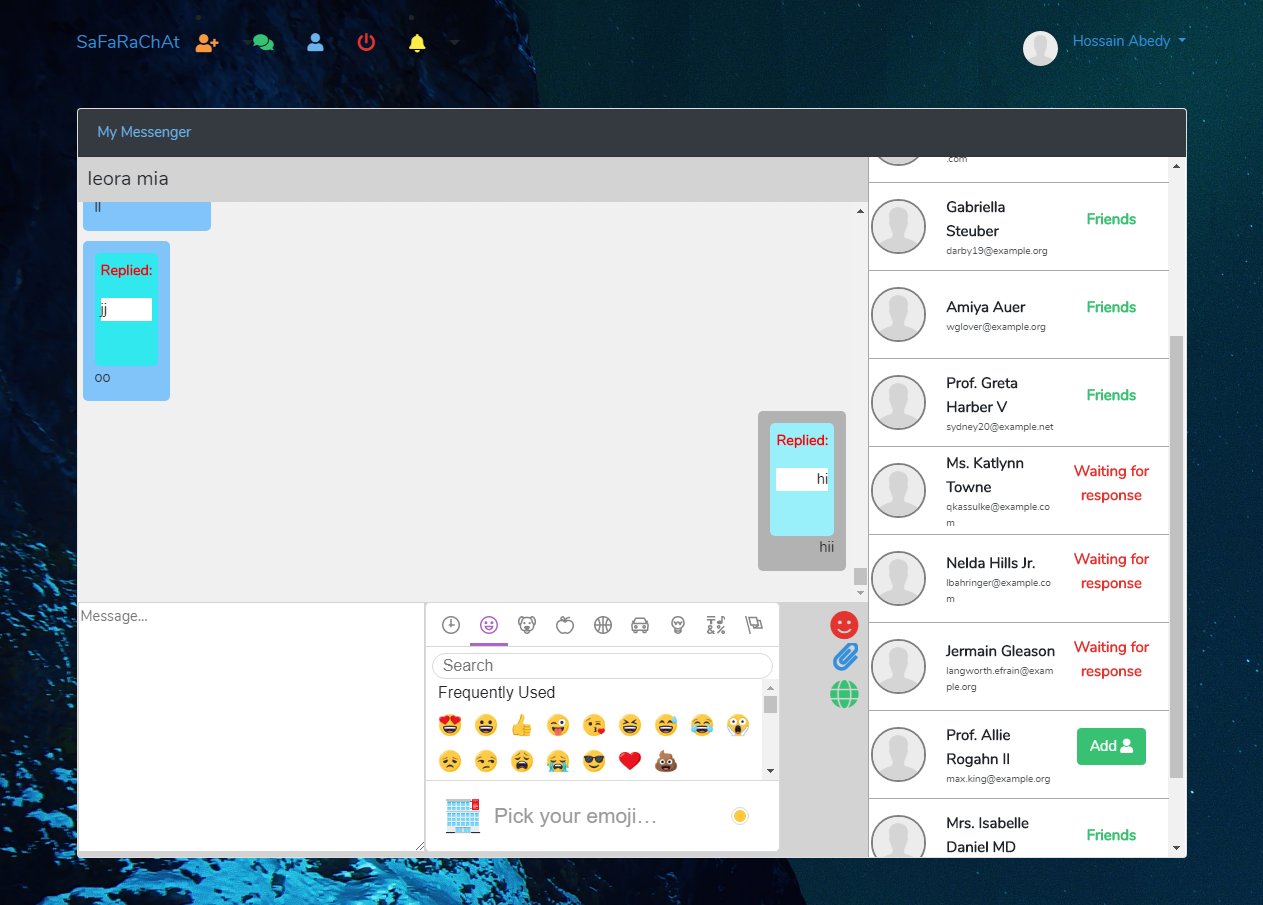 SaFaRaChAt
Hossain Abedy
My Messenger
leora mia
ll
Replied:
jj
oo
Replied:
hi
hii
Message...
Search
Frequently Used
Pick your emoji…
.com
Gabriella
Steuber
darby19@example.org
Friends
Amiya Auer
wglover@example.org
Friends
Prof. Greta
Harber V
sydney20@example.net
Friends
Ms. Katlynn
Towne
qkassulke@example.co
m
Waiting for
response
Nelda Hills Jr.
lbahringer@example.co
m
Waiting for
response
Jermain Gleason
langworth.efrain@exam
ple.org
Waiting for
response
Prof. Allie
Rogahn II
max.king@example.org
Add
Mrs. Isabelle
Daniel MD
Friends